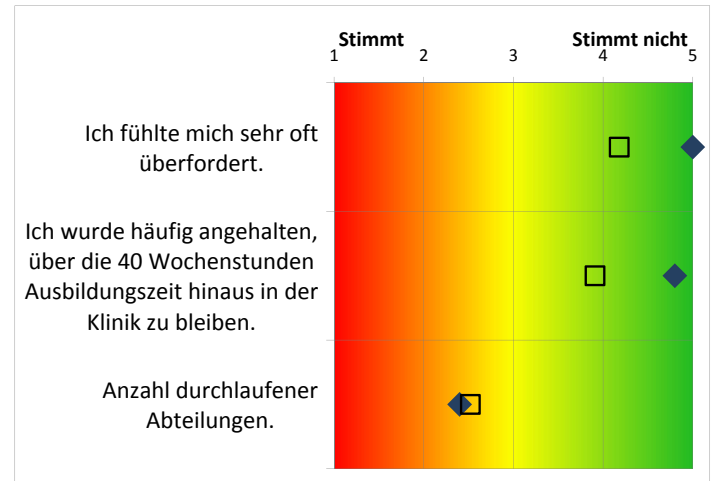 Stimmt Stimmt nicht
1 2 3 4 5
Ich fühlte mich sehr oft
überfordert.
Ich wurde häufig angehalten,
über die 40 Wochenstunden
Ausbildungszeit hinaus in der
Klinik zu bleiben.
Anzahl durchlaufener
Abteilungen.